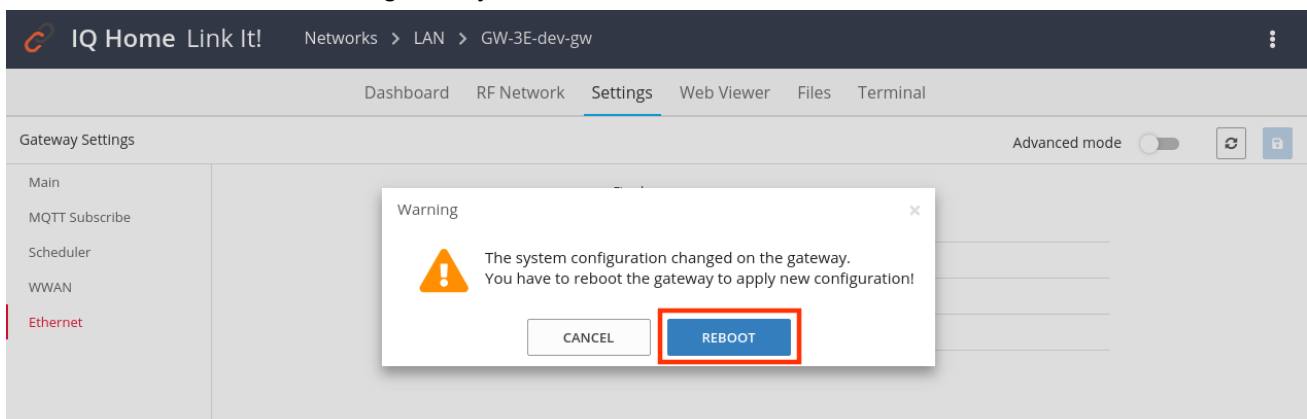 IQ Home Link It! Networks > LAN > GW-3E-dev-gw
Dashboard RF Network Settings Web Viewer Files Terminal
Gateway Settings Advanced mode
Main
MQTT Subscribe
Scheduler
WWAN
Ethernet
Warning ×
The system configuration changed on the gateway.
You have to reboot the gateway to apply new configuration!
CANCEL REBOOT